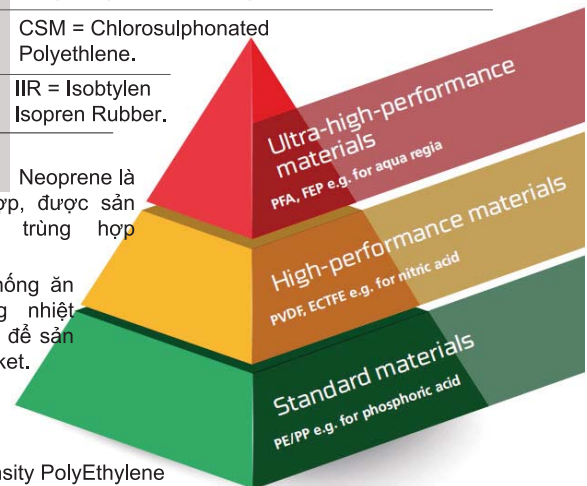 CSM = Chlorosulphonated
Polyethlene.
IIR = Isobtylen
Isopren Rubber.
Neoprene là
ợp, được sản
trùng hợp
hống ăn
nhiệt
để sản
ket.
PolyEthylene
Ultra-high-performance
materials
PFA, FEP e.g. for aqua regia
High-performance materials
PVDF, ECTFE e.g. for nitric acid
Standard materials
PE/PP e.g. for phosphoric acid